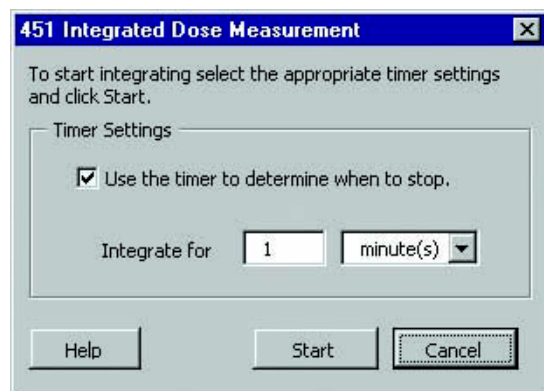 451 Integrated Dose Measurement
To start integrating select the appropriate timer settings
and click Start.
Timer Settings
Use the timer to determine when to stop.
Integrate for 1 minute(s)
Help Start Cancel